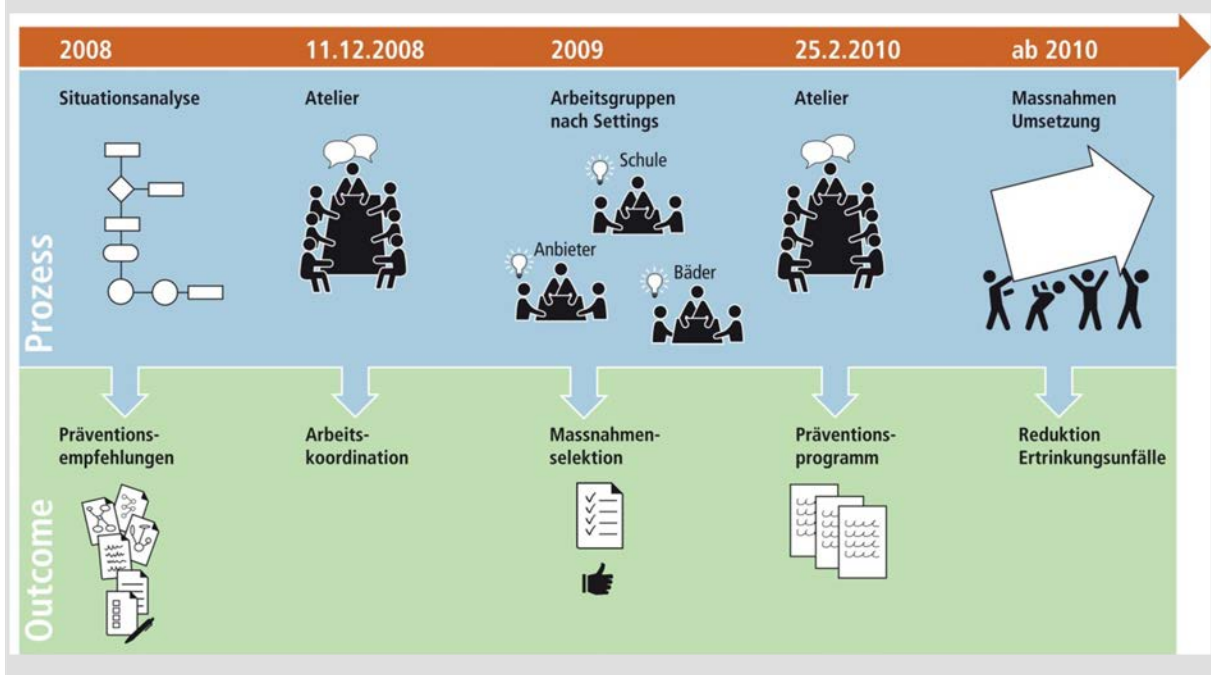 2008
11.12.2008
2009
25.2.2010
ab 2010
Prozess
Situationsanalyse
Atelier
Arbeitsgruppen
nach Settings
Schule
Anbieter
Bäder
Atelier
Massnahmen
Umsetzung
Outcome
Präventions-
empfehlungen
Arbeits-
koordination
Massnahmen-
selektion
Präventions-
programm
Reduktion
Ertrinkungsunfälle